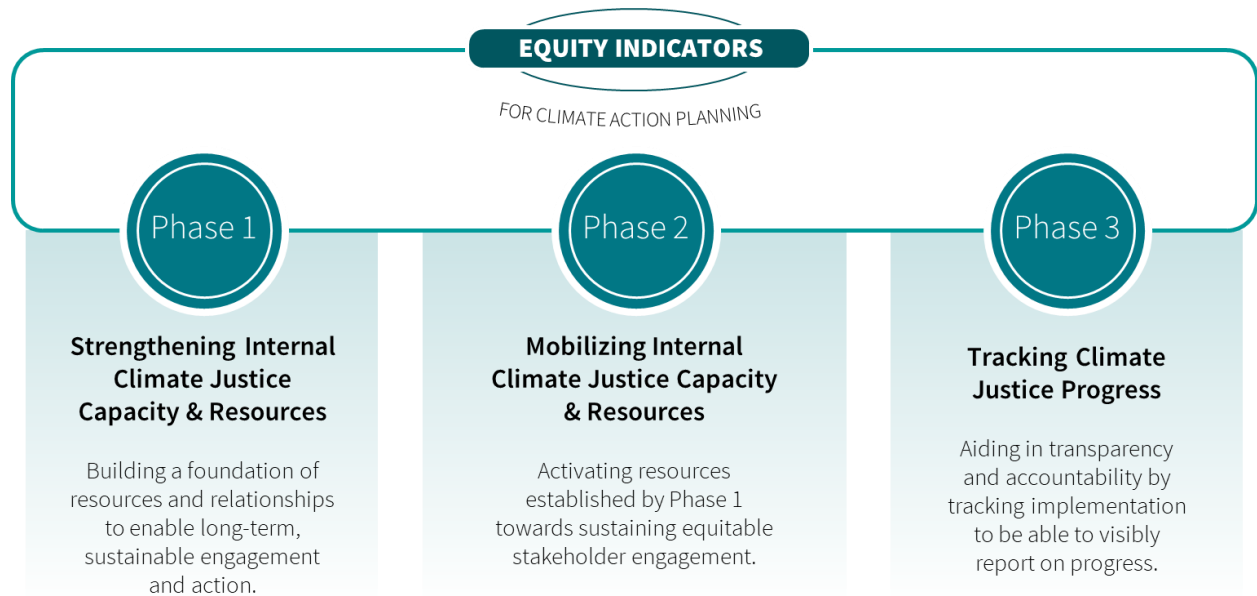 EQUITY INDICATORS
FOR CLIMATE ACTION PLANNING
Phase 1
Strengthening Internal
Climate Justice
Capacity & Resources
Building a foundation of
resources and relationships
to enable long-term,
sustainable engagement
and action.
Phase 2
Mobilizing Internal
Climate Justice Capacity
& Resources
Activating resources
established by Phase 1
towards sustaining equitable
stakeholder engagement.
Phase 3
Tracking Climate
Justice Progress
Aiding in transparency
and accountability by
tracking implementation
to be able to visibly
report on progress.